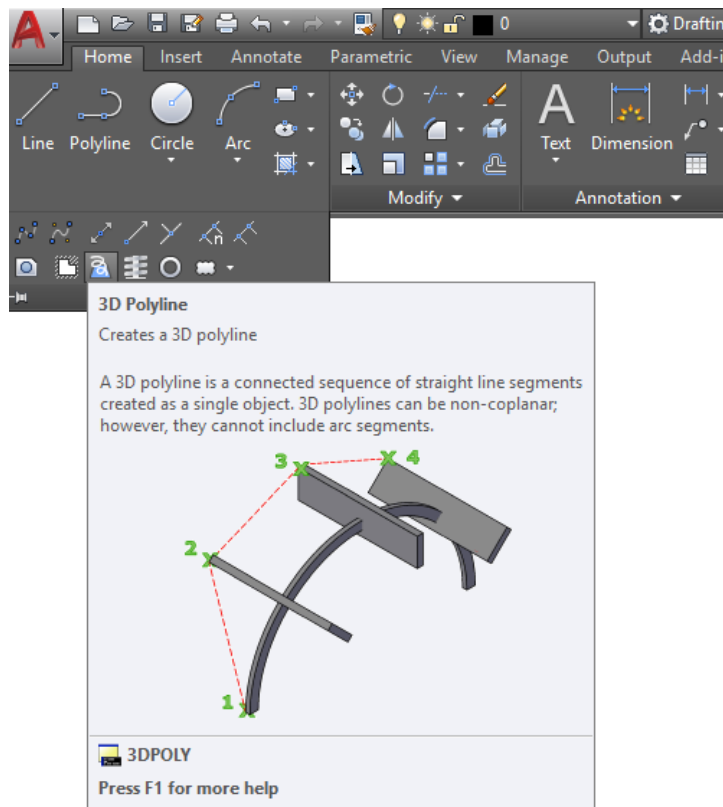 0
Draftin
Home Insert Annotate Parametric View Manage Output Add-i
Line Polyline Circle Arc
Text Dimension
Modify
Annotation
n
3D Polyline
Creates a 3D polyline
A 3D polyline is a connected sequence of straight line segments
created as a single object. 3D polylines can be non-coplanar;
however, they cannot include arc segments.
3 4
2
1
3DPOLY
Press F1 for more help